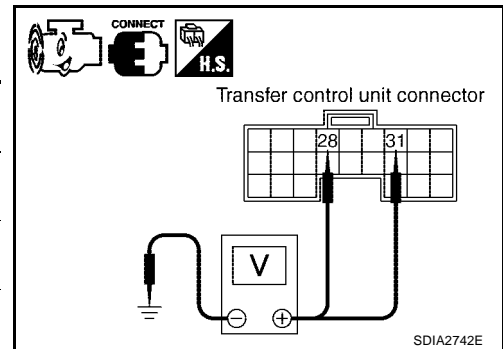 CONNECT
H.S.
Transfer control unit connector
28 31
V
− +
SDIA2742E